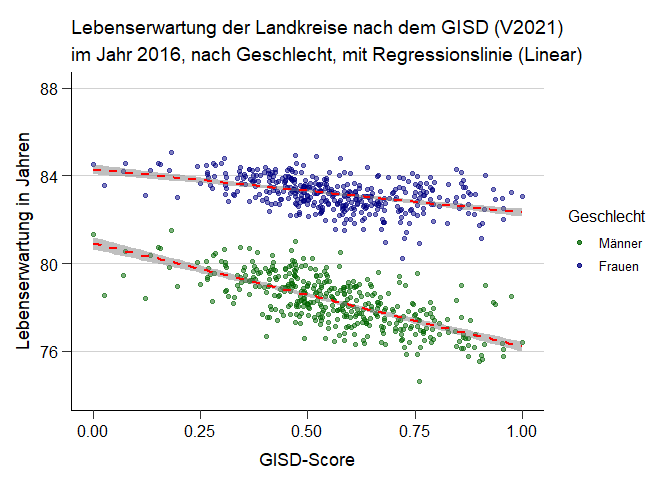 Lebenserwartung der Landkreise nach dem GISD (V2021)
im Jahr 2016, nach Geschlecht, mit Regressionslinie (Linear)
Lebenserwartung in Jahren
88
84
80
76
0.00
0.25
0.50
0.75
1.00
GISD-Score
Geschlecht
Männer
Frauen